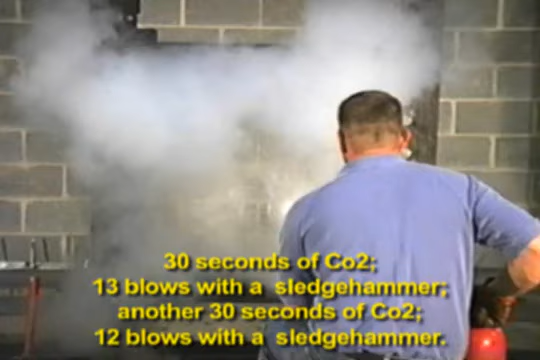 30 seconds of Co2;
13 blows with a sledgehammer;
another 30 seconds of Co2;
12 blows with a sledgehammer.